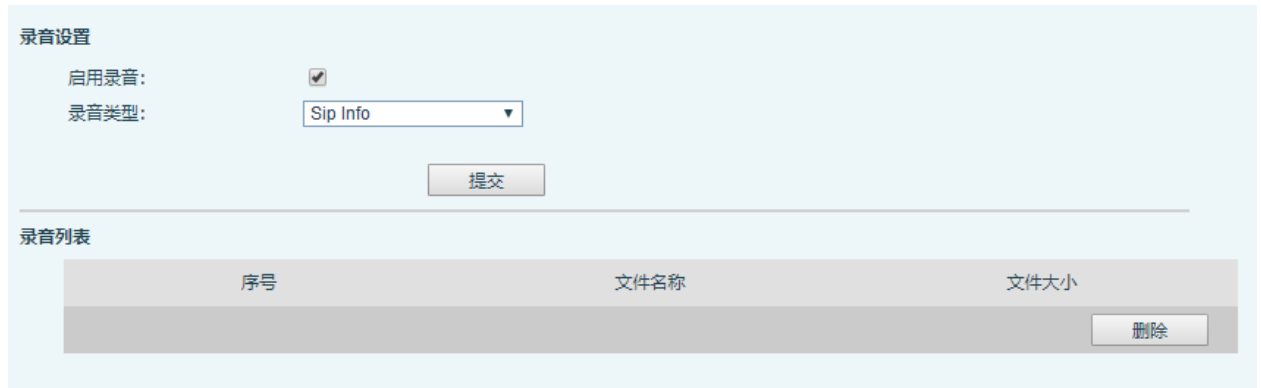 录音设置
启用录音:
录音类型: Sip Info
提交
录音列表
序号 文件名称 文件大小
删除